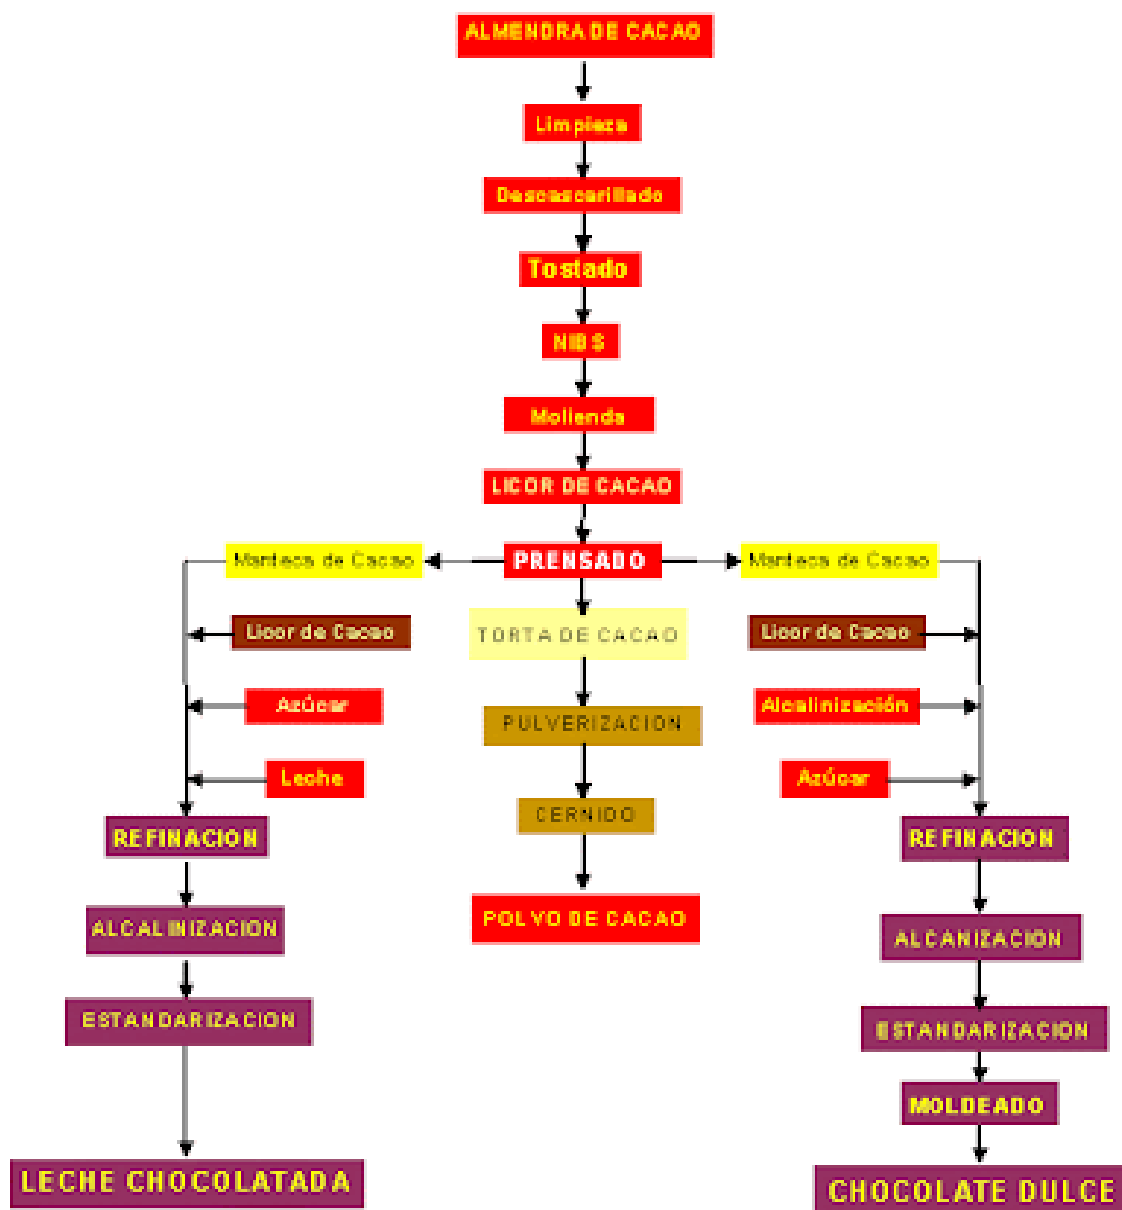 ALMENDRA DE CACAO
Limpieza
Descascarillado
Tostado
NIBS
Molienda
LICOR DE CACAO
Manteca de Cacao
PRENSADO
Manteca de Cacao
Licor de Cacao
TORTA DE CACAO
Licor de Cacao
Azúcar
Alcalinización
PULVERIZACION
Leche
Azúcar
CERNIDO
REFINACION
REFINACION
ALCALINIZACION
POLVO DE CACAO
ALCANIZACION
ESTANDARIZACION
ESTANDARIZACION
MOLDEADO
LECHE CHOCOLATADA
CHOCOLATE DULCE